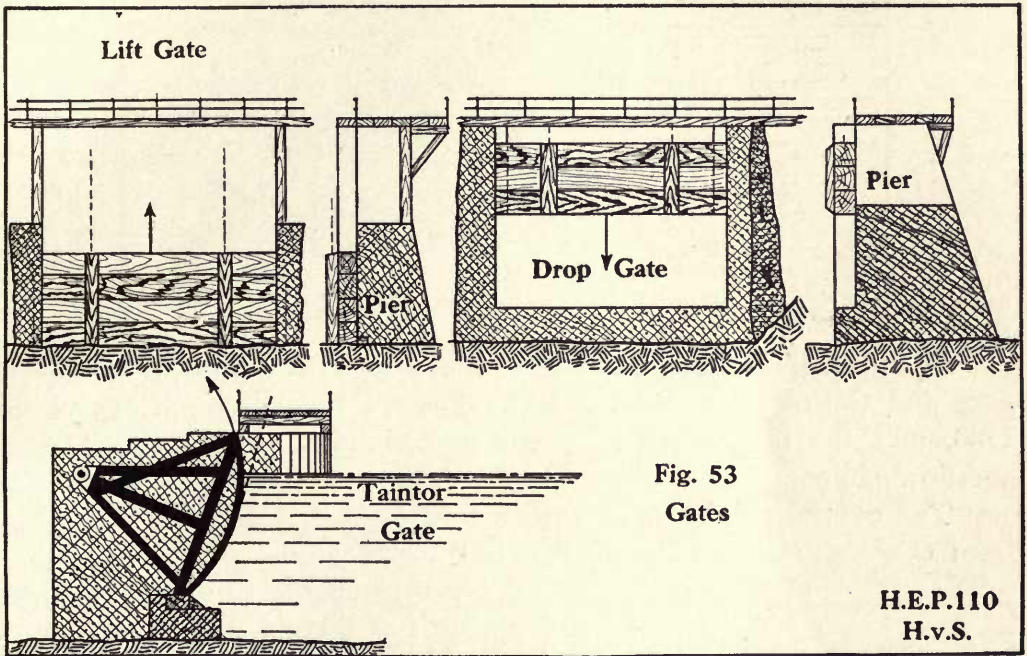 Lift Gate
Pier
Drop Gate
Pier
Taintor
Gate
Fig. 53
Gates
H.E.P.110
H.v.S.